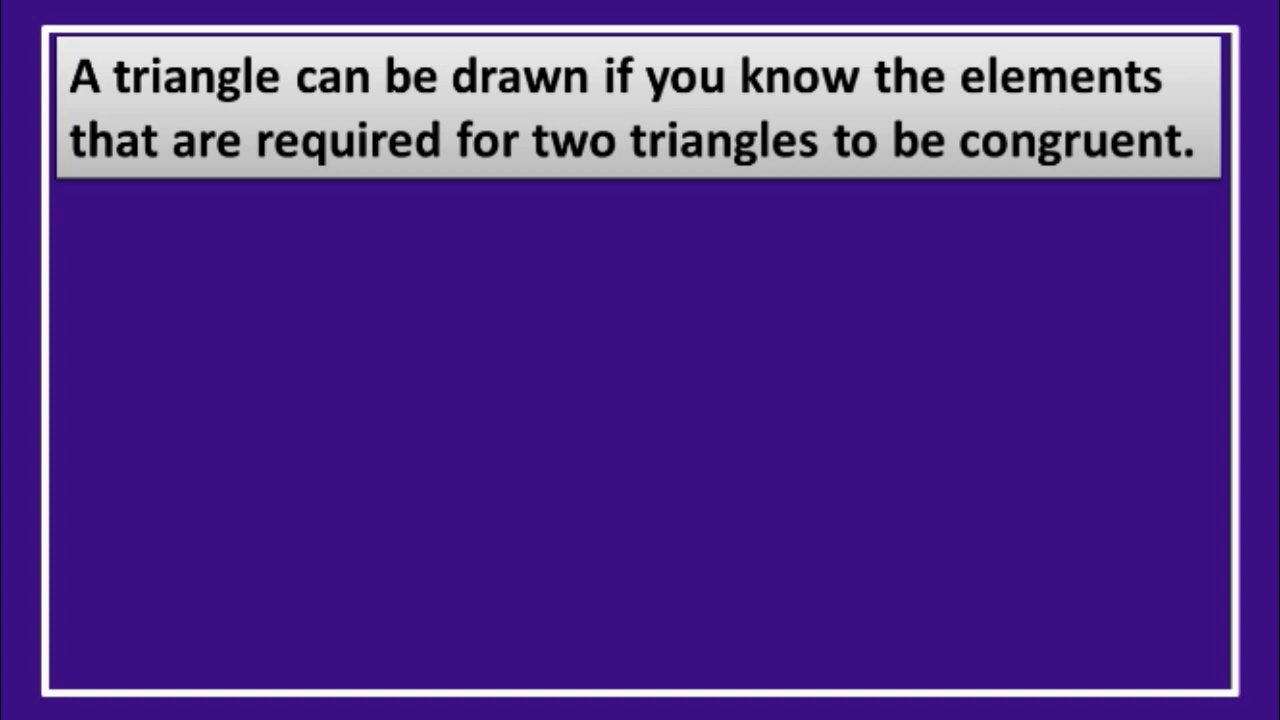 A triangle can be drawn if you know the elements
that are required for two triangles to be congruent.